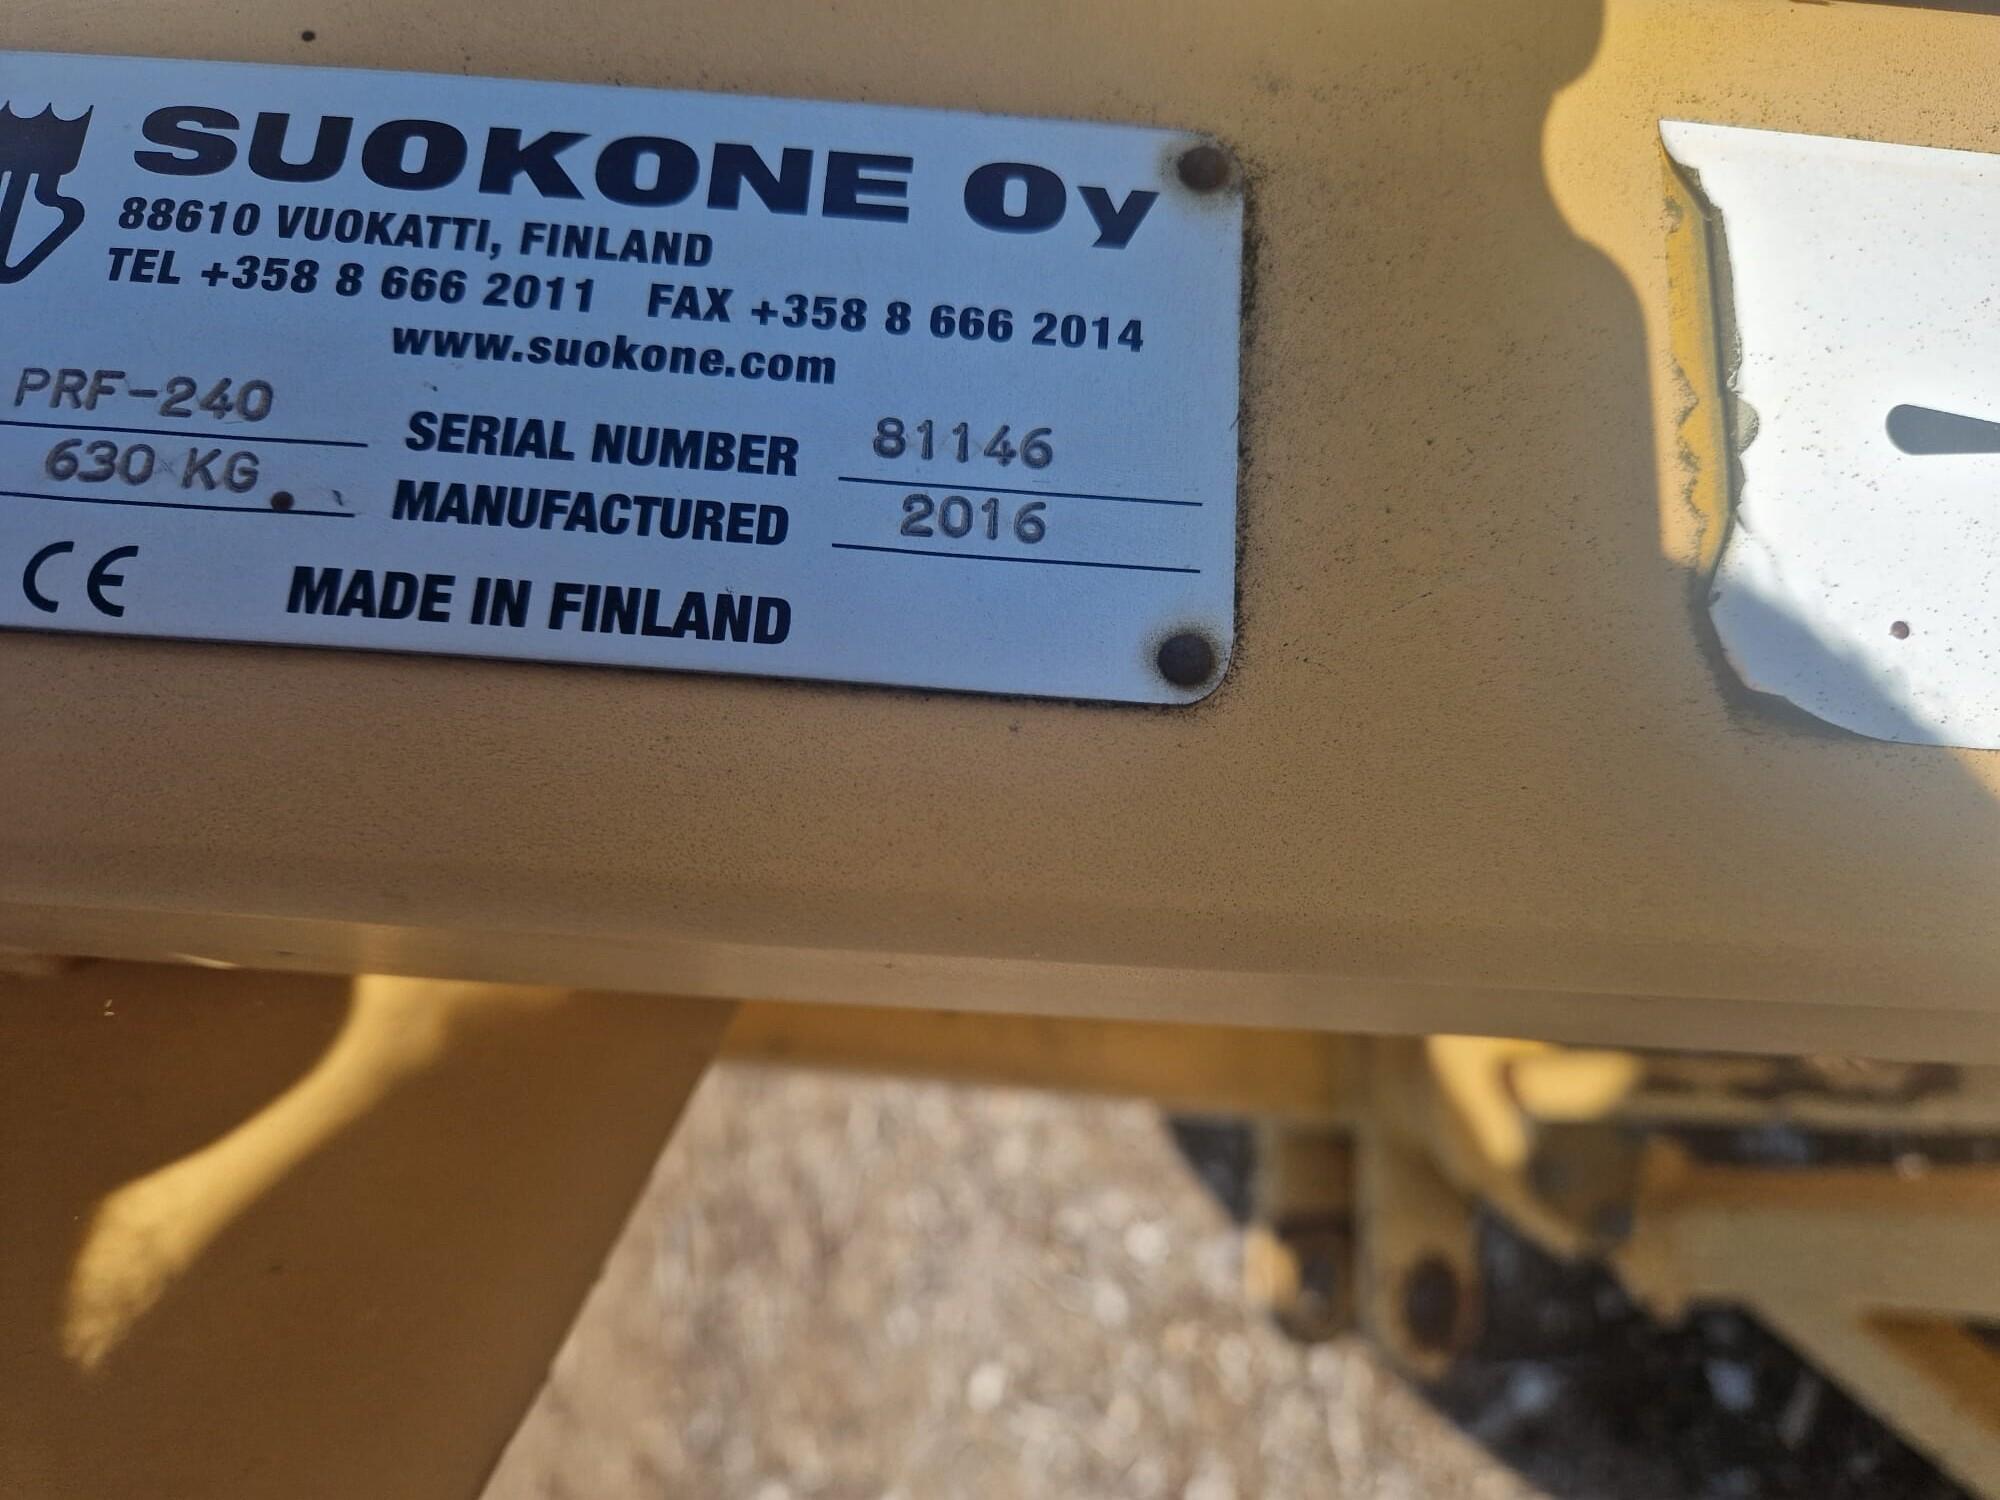 SUOKONE Oy
88610 VUOKATTI, FINLAND
TEL +358 8 666 2011 FAX +358 8 666 2014
www.suokone.com
PRF-240 SERIAL NUMBER 81146
630 KG MANUFACTURED 2016
CE MADE IN FINLAND